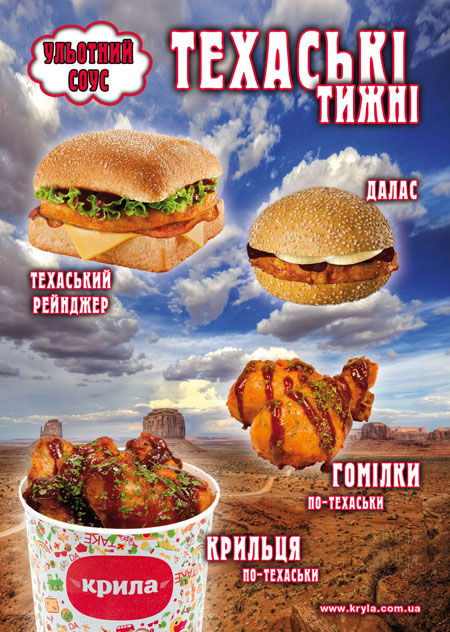 УЛЬОТНИЙ
СОУС
ТЕХАСЬКІ
ТИЖНІ
ДАЛАС
ТЕХАСЬКИЙ
РЕЙНДЖЕР
ГОМІЛКИ
ПО-ТЕХАСЬКИ
КРИЛЬЦЯ
ПО-ТЕХАСЬКИ
крила
www.kryla.com.ua